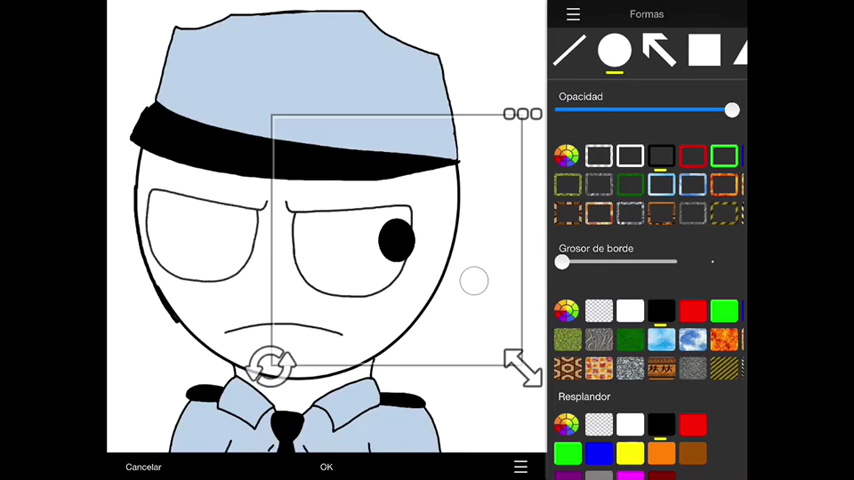 Formas
Opacidad
Grosor de borde
Resplandor
Cancelar
OK